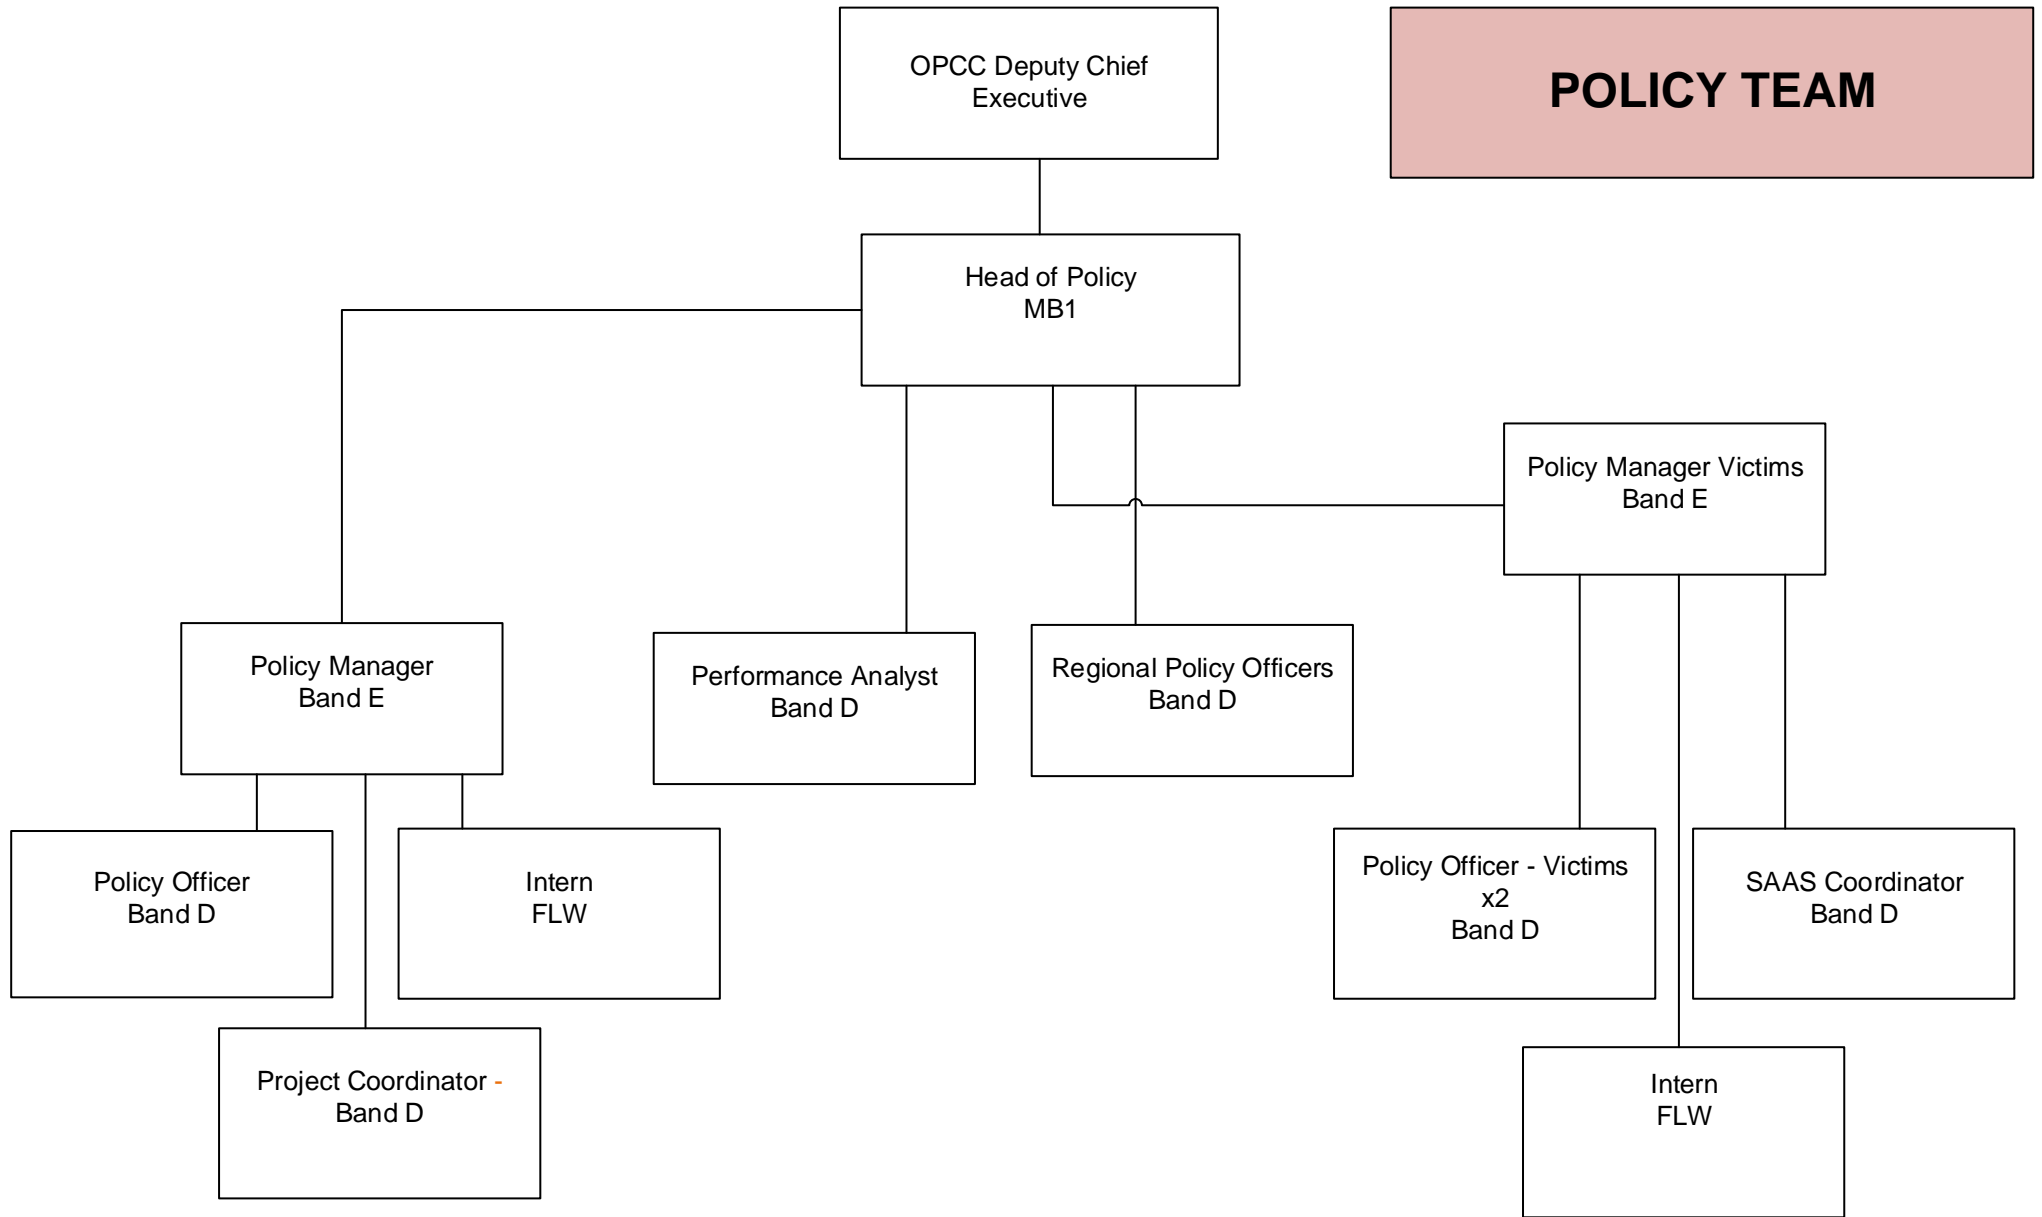 OPCC Deputy Chief
Executive
POLICY TEAM
Head of Policy
MB1
Policy Manager Victims
Band E
Policy Manager
Band E
Performance Analyst
Band D
Regional Policy Officers
Band D
Policy Officer
Band D
Intern
FLW
Policy Officer - Victims
x2
Band D
SAAS Coordinator
Band D
Project Coordinator -
Band D
Intern
FLW